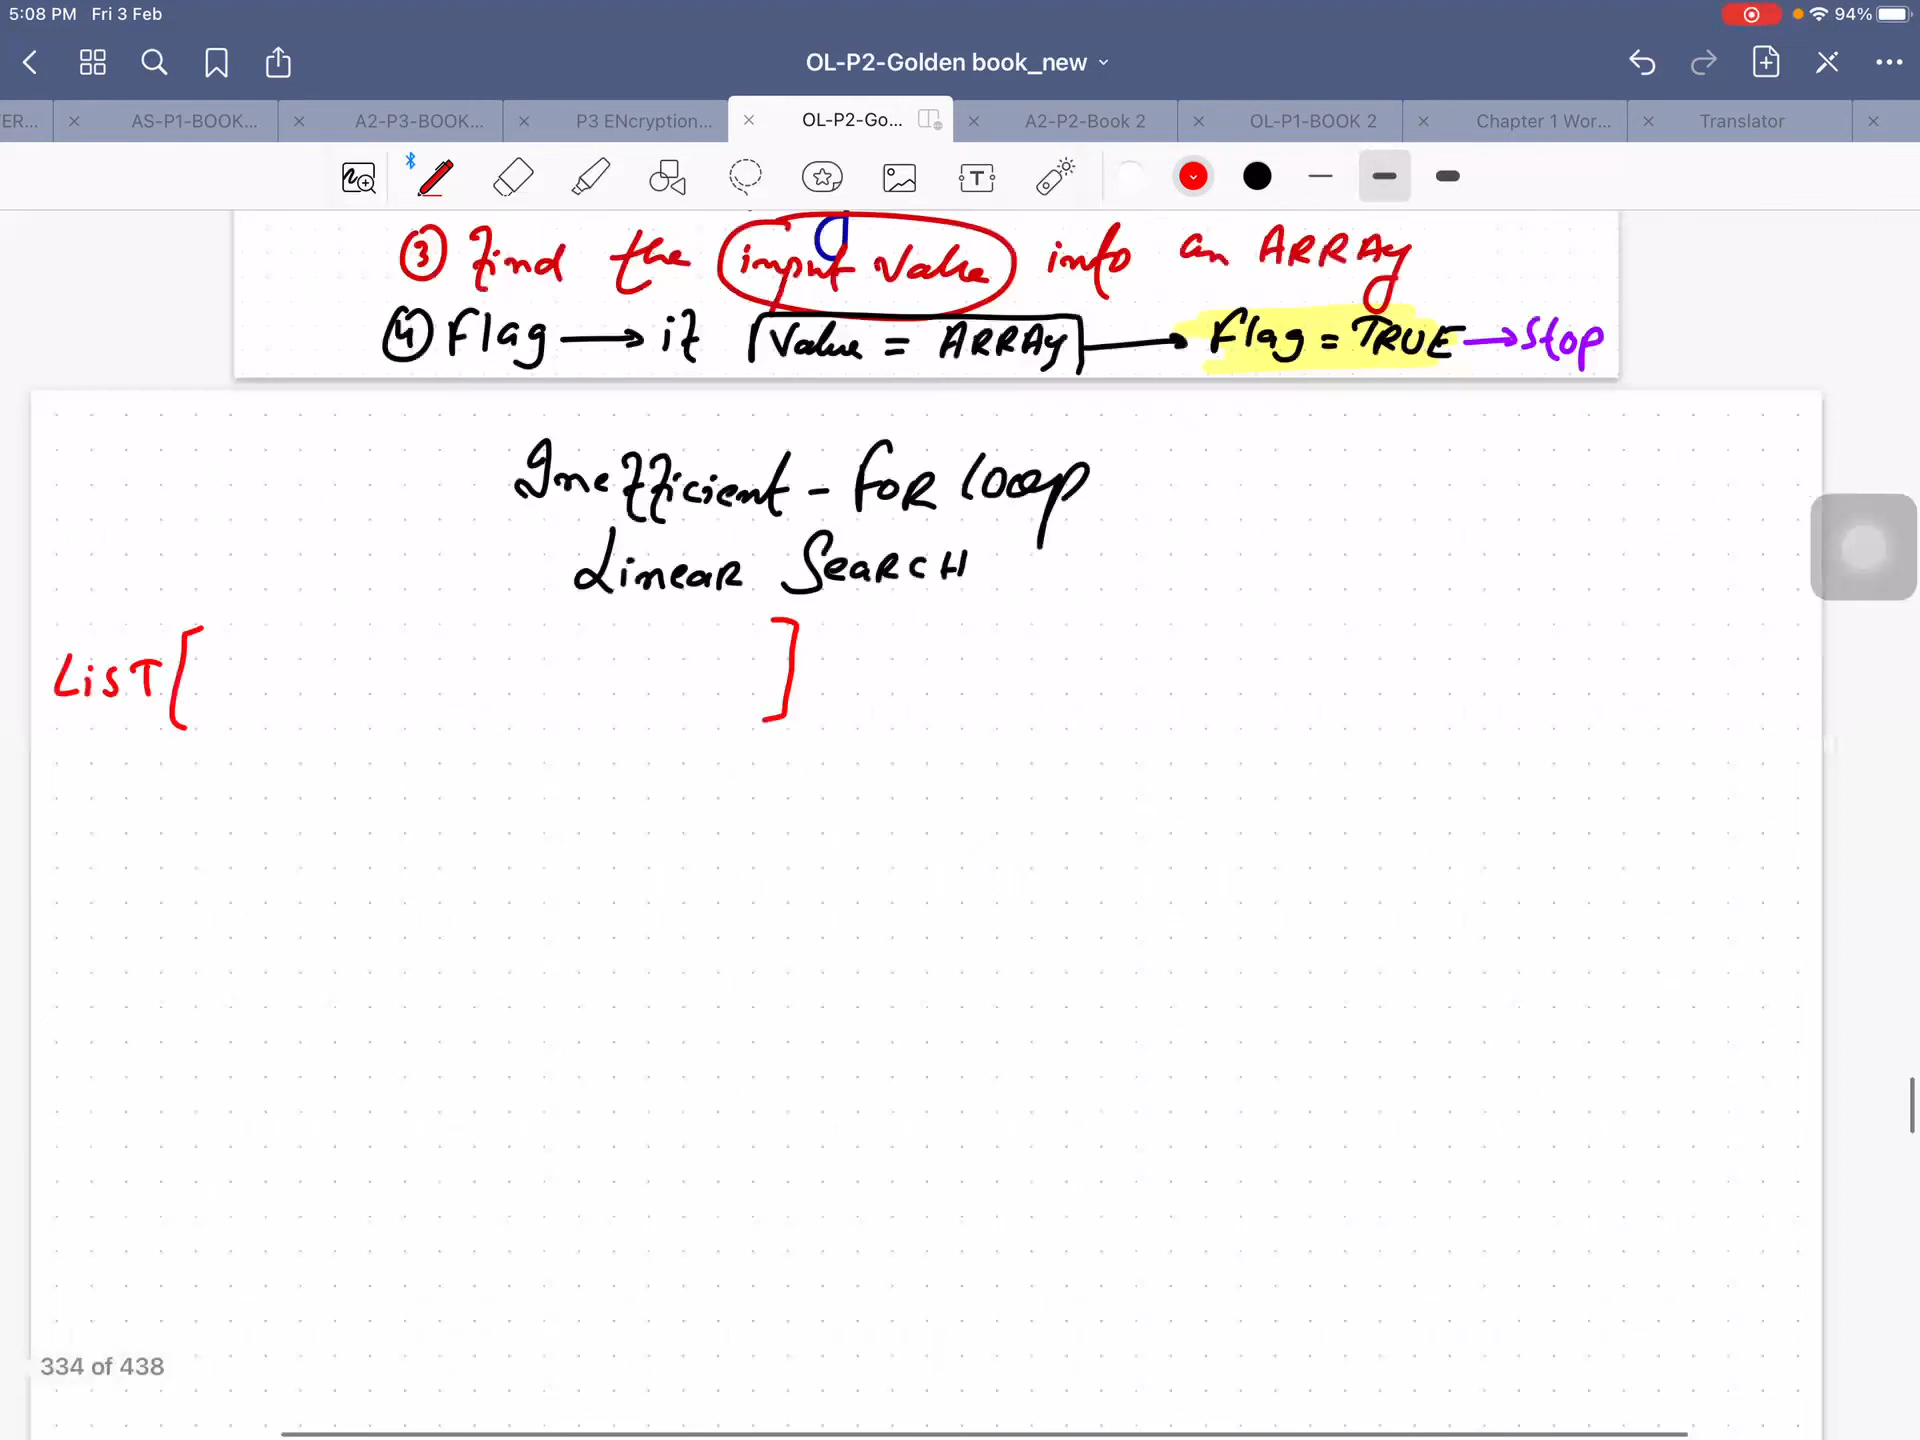 5:08 PM Fri 3 Feb 94%
OL-P2-Golden book_new
ER... AS-P1-BOOK... A2-P3-BOOK... P3 ENcryption... OL-P2-Go... A2-P2-Book 2 OL-P1-BOOK 2 Chapter 1 Wor... Translator
③ find the input value into an ARRAY
④ Flag → if Value = ARRAY → Flag = TRUE → Stop
Inefficient - FOR loop
Linear Search
LIST [ ]
334 of 438